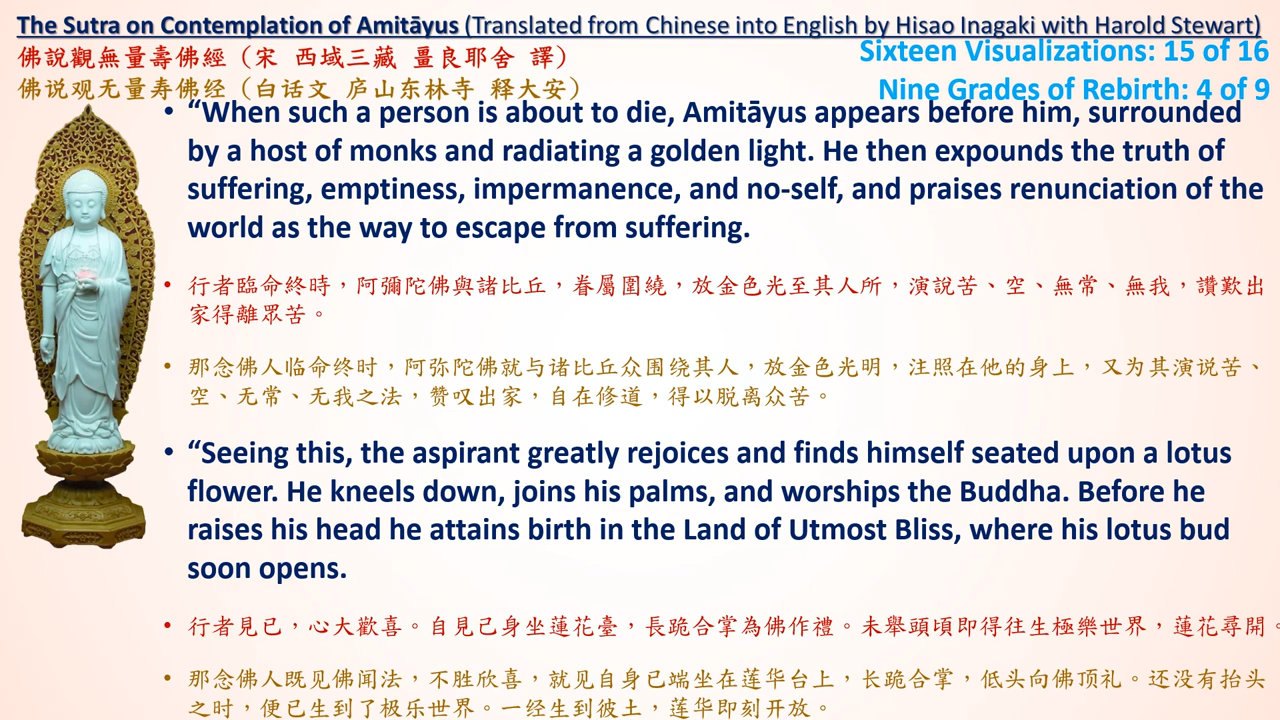 The Sutra on Contemplation of Amitāyus (Translated from Chinese into English by Hisao Inagaki with Harold Stewart)
佛說觀無量壽佛經（宋 西域三藏 畺良耶舍 譯）
Sixteen Visualizations: 15 of 16
佛说观无量寿佛经（白话文 庐山东林寺 释大安）
Nine Grades of Rebirth: 4 of 9
• “When such a person is about to die, Amitāyus appears before him, surrounded
by a host of monks and radiating a golden light. He then expounds the truth of
suffering, emptiness, impermanence, and no-self, and praises renunciation of the
world as the way to escape from suffering.
• 行者臨命終時，阿彌陀佛與諸比丘，眷屬圍繞，放金色光至其人所，演說苦、空、無常、無我，讚歎出
家得離眾苦。
• 那念佛人临命终时，阿弥陀佛就与诸比丘众围绕其人，放金色光明，注照在他的身上，又为其演说苦、
空、无常、无我之法，赞叹出家，自在修道，得以脱离众苦。
• “Seeing this, the aspirant greatly rejoices and finds himself seated upon a lotus
flower. He kneels down, joins his palms, and worships the Buddha. Before he
raises his head he attains birth in the Land of Utmost Bliss, where his lotus bud
soon opens.
• 行者見已，心大歡喜。自見己身坐蓮花臺，長跪合掌為佛作禮。未舉頭頃即得往生極樂世界，蓮花尋開。
• 那念佛人既见佛闻法，不胜欣喜，就见自身已端坐在莲华台上，长跪合掌，低头向佛顶礼。还没有抬头
之时，便已生到了极乐世界。一经生到彼土，莲华即刻开放。